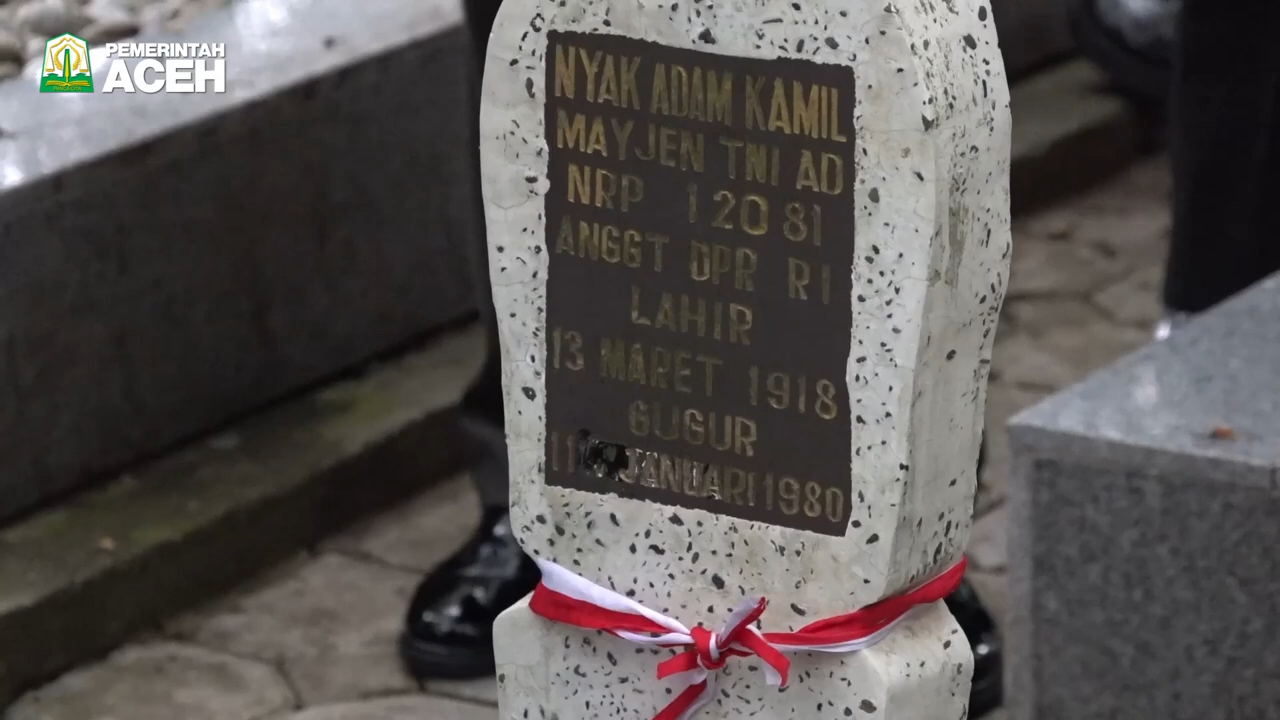 PEMERINTAH
ACEH
NYAK ADAM KAMIL
MAYJEN TNI AD
NRP 12081
ANGGT DPR RI
LAHIR
13 MARET 1918
GUGUR
11 JANUARI 1980